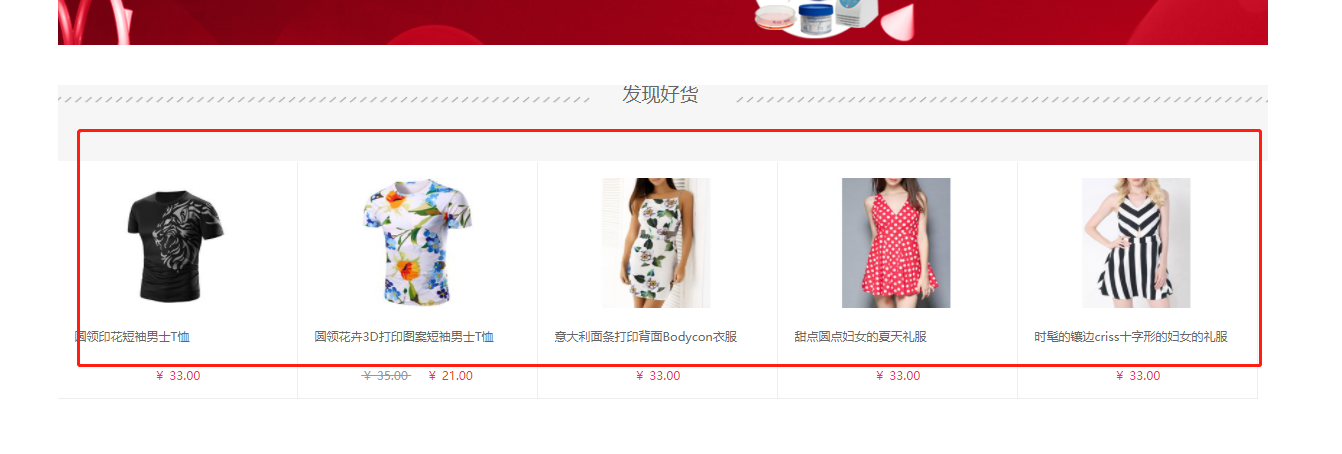 发现好货
圆领印花短袖男士T恤
圆领花卉3D打印图案短袖男士T恤
意大利面条打印背面Bodycon衣服
甜点圆点妇女的夏天礼服
时髦的镶边criss十字形的妇女的礼服
¥ 33.00
¥ 35.00 ¥ 21.00
¥ 33.00
¥ 33.00
¥ 33.00